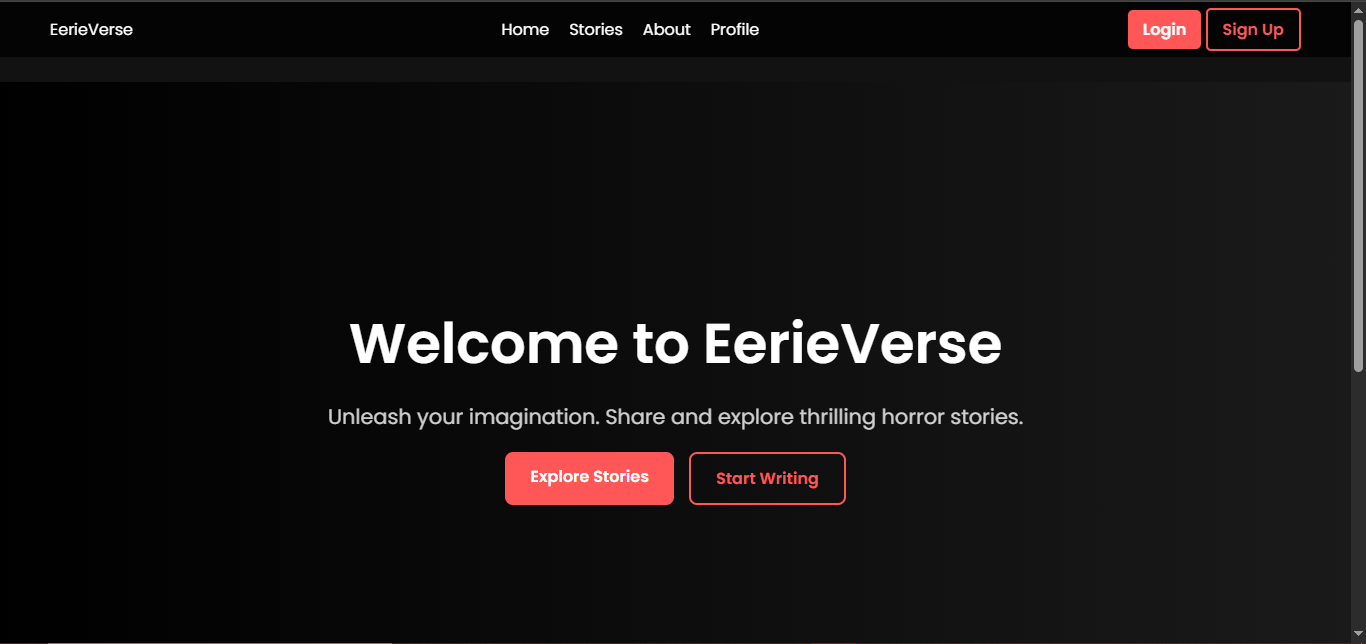 EerieVerse
Home Stories About Profile
Login Sign Up
Welcome to EerieVerse
Unleash your imagination. Share and explore thrilling horror stories.
Explore Stories Start Writing